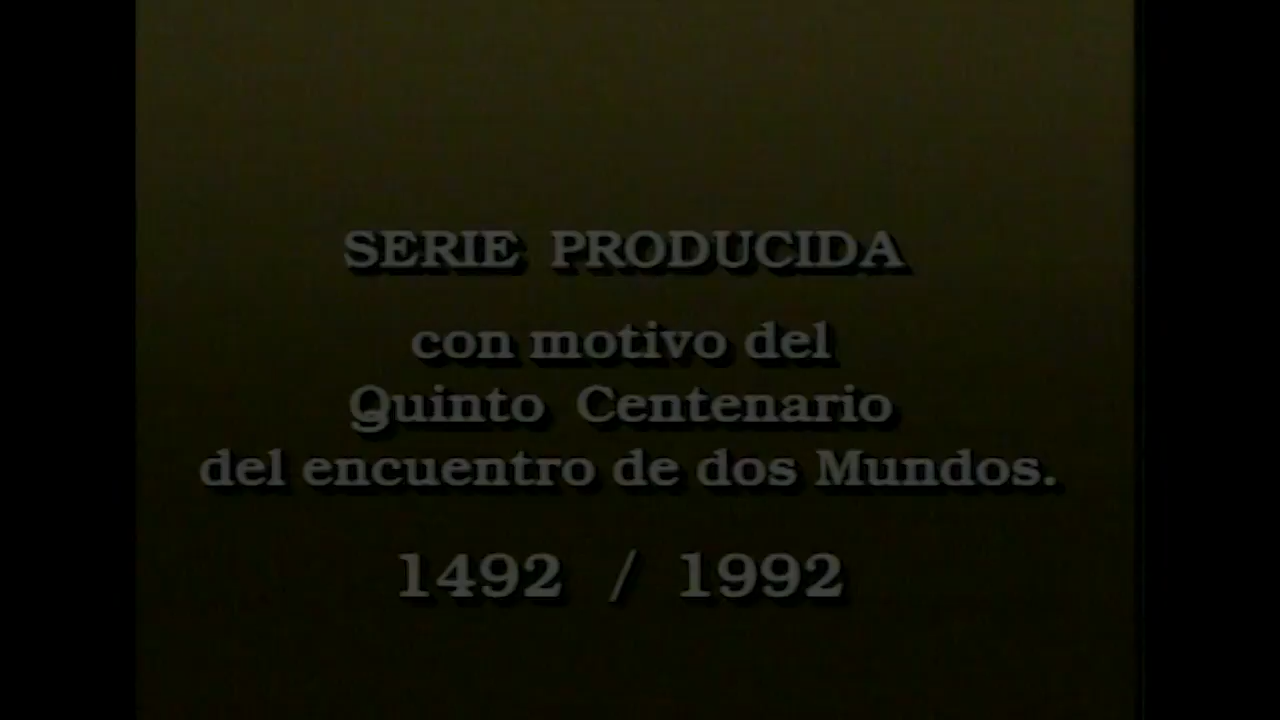 SERIE PRODUCIDA
con motivo del
Quinto Centenario
del encuentro de dos Mundos.
1492 / 1992